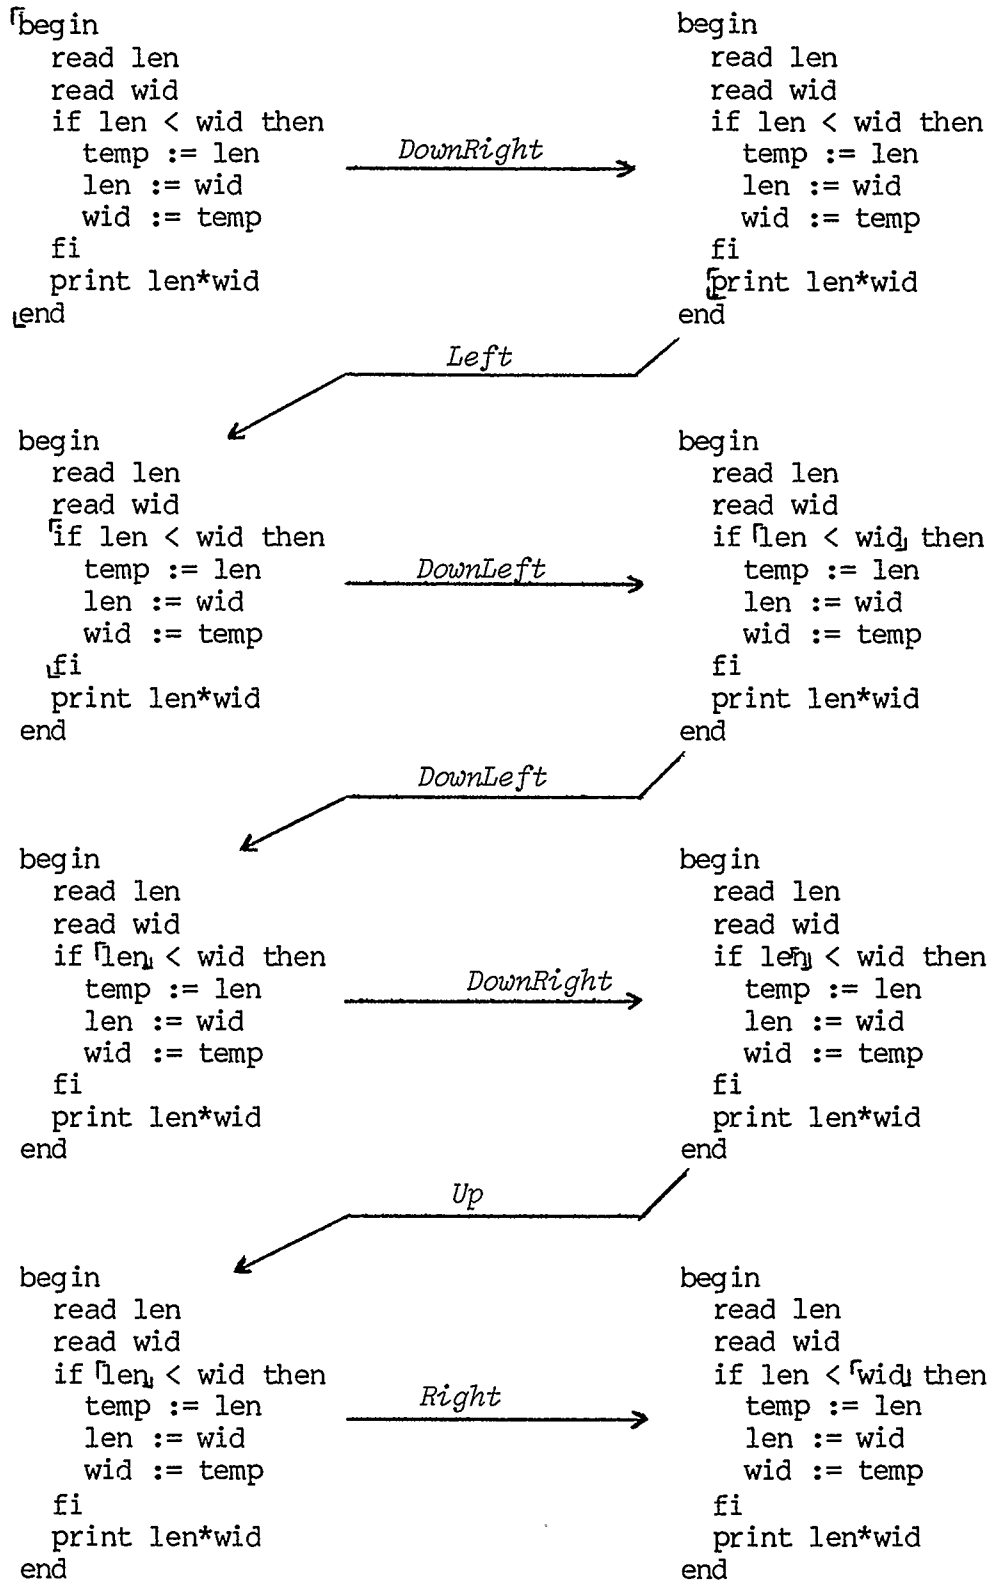 ⌈begin
  read len
  read wid
  if len < wid then
    temp := len
    len := wid
    wid := temp
  fi
  print len*wid
⌊end
DownRight
begin
  read len
  read wid
  if len < wid then
    temp := len
    len := wid
    wid := temp
  fi
  ⌈⌊print len*wid
end
Left
begin
  read len
  read wid
  ⌈if len < wid then
    temp := len
    len := wid
    wid := temp
  ⌊fi
  print len*wid
end
DownLeft
begin
  read len
  read wid
  if ⌈len < wid⌋ then
    temp := len
    len := wid
    wid := temp
  fi
  print len*wid
end
DownLeft
begin
  read len
  read wid
  if ⌈len⌋ < wid then
    temp := len
    len := wid
    wid := temp
  fi
  print len*wid
end
DownRight
begin
  read len
  read wid
  if le⌈n⌋ < wid then
    temp := len
    len := wid
    wid := temp
  fi
  print len*wid
end
Up
begin
  read len
  read wid
  if ⌈len⌋ < wid then
    temp := len
    len := wid
    wid := temp
  fi
  print len*wid
end
Right
begin
  read len
  read wid
  if len < ⌈wid⌋ then
    temp := len
    len := wid
    wid := temp
  fi
  print len*wid
end